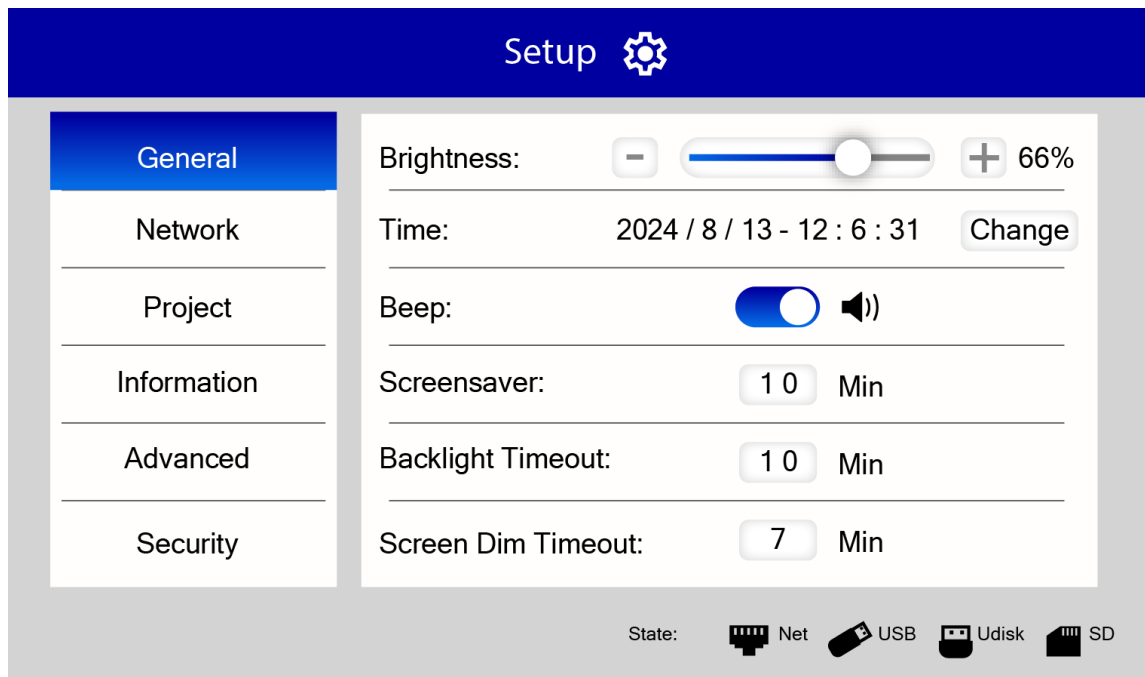 Setup
General
Network
Project
Information
Advanced
Security
Brightness: - + 66%
Time: 2024 / 8 / 13 - 12 : 6 : 31 Change
Beep:
Screensaver: 1 0 Min
Backlight Timeout: 1 0 Min
Screen Dim Timeout: 7 Min
State: Net USB Udisk SD